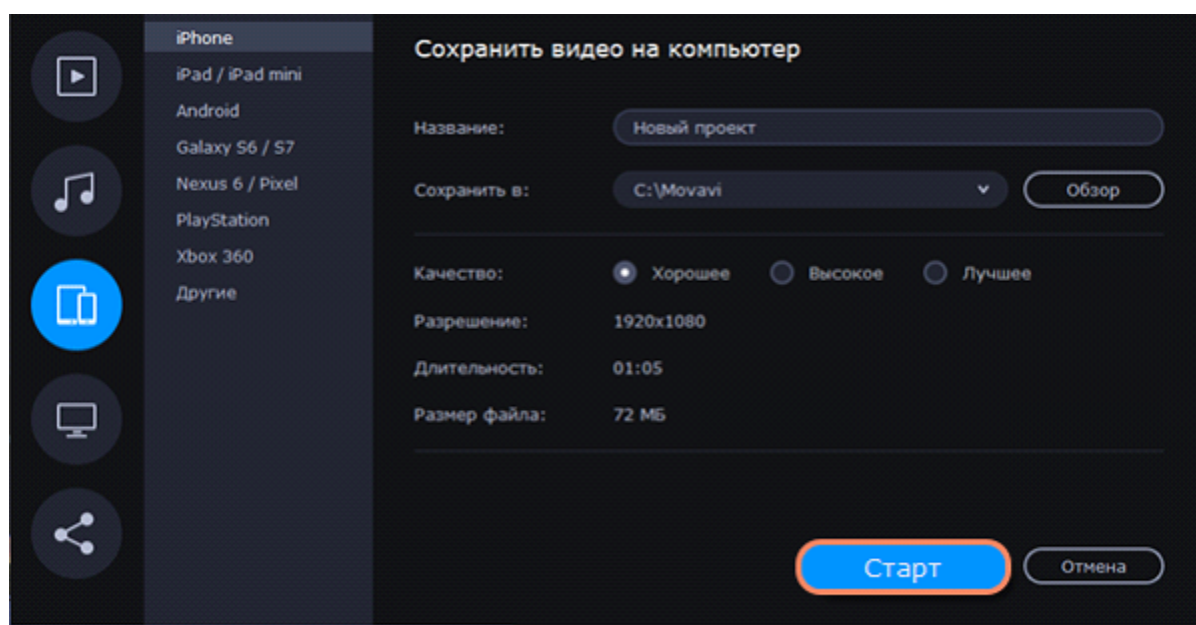 iPhone
iPad / iPad mini
Android
Galaxy S6 / S7
Nexus 6 / Pixel
PlayStation
Xbox 360
Другие
Сохранить видео на компьютер
Название: Новый проект
Сохранить в: C:\Movavi Обзор
Качество: Хорошее Высокое Лучшее
Разрешение: 1920x1080
Длительность: 01:05
Размер файла: 72 МБ
Старт Отмена